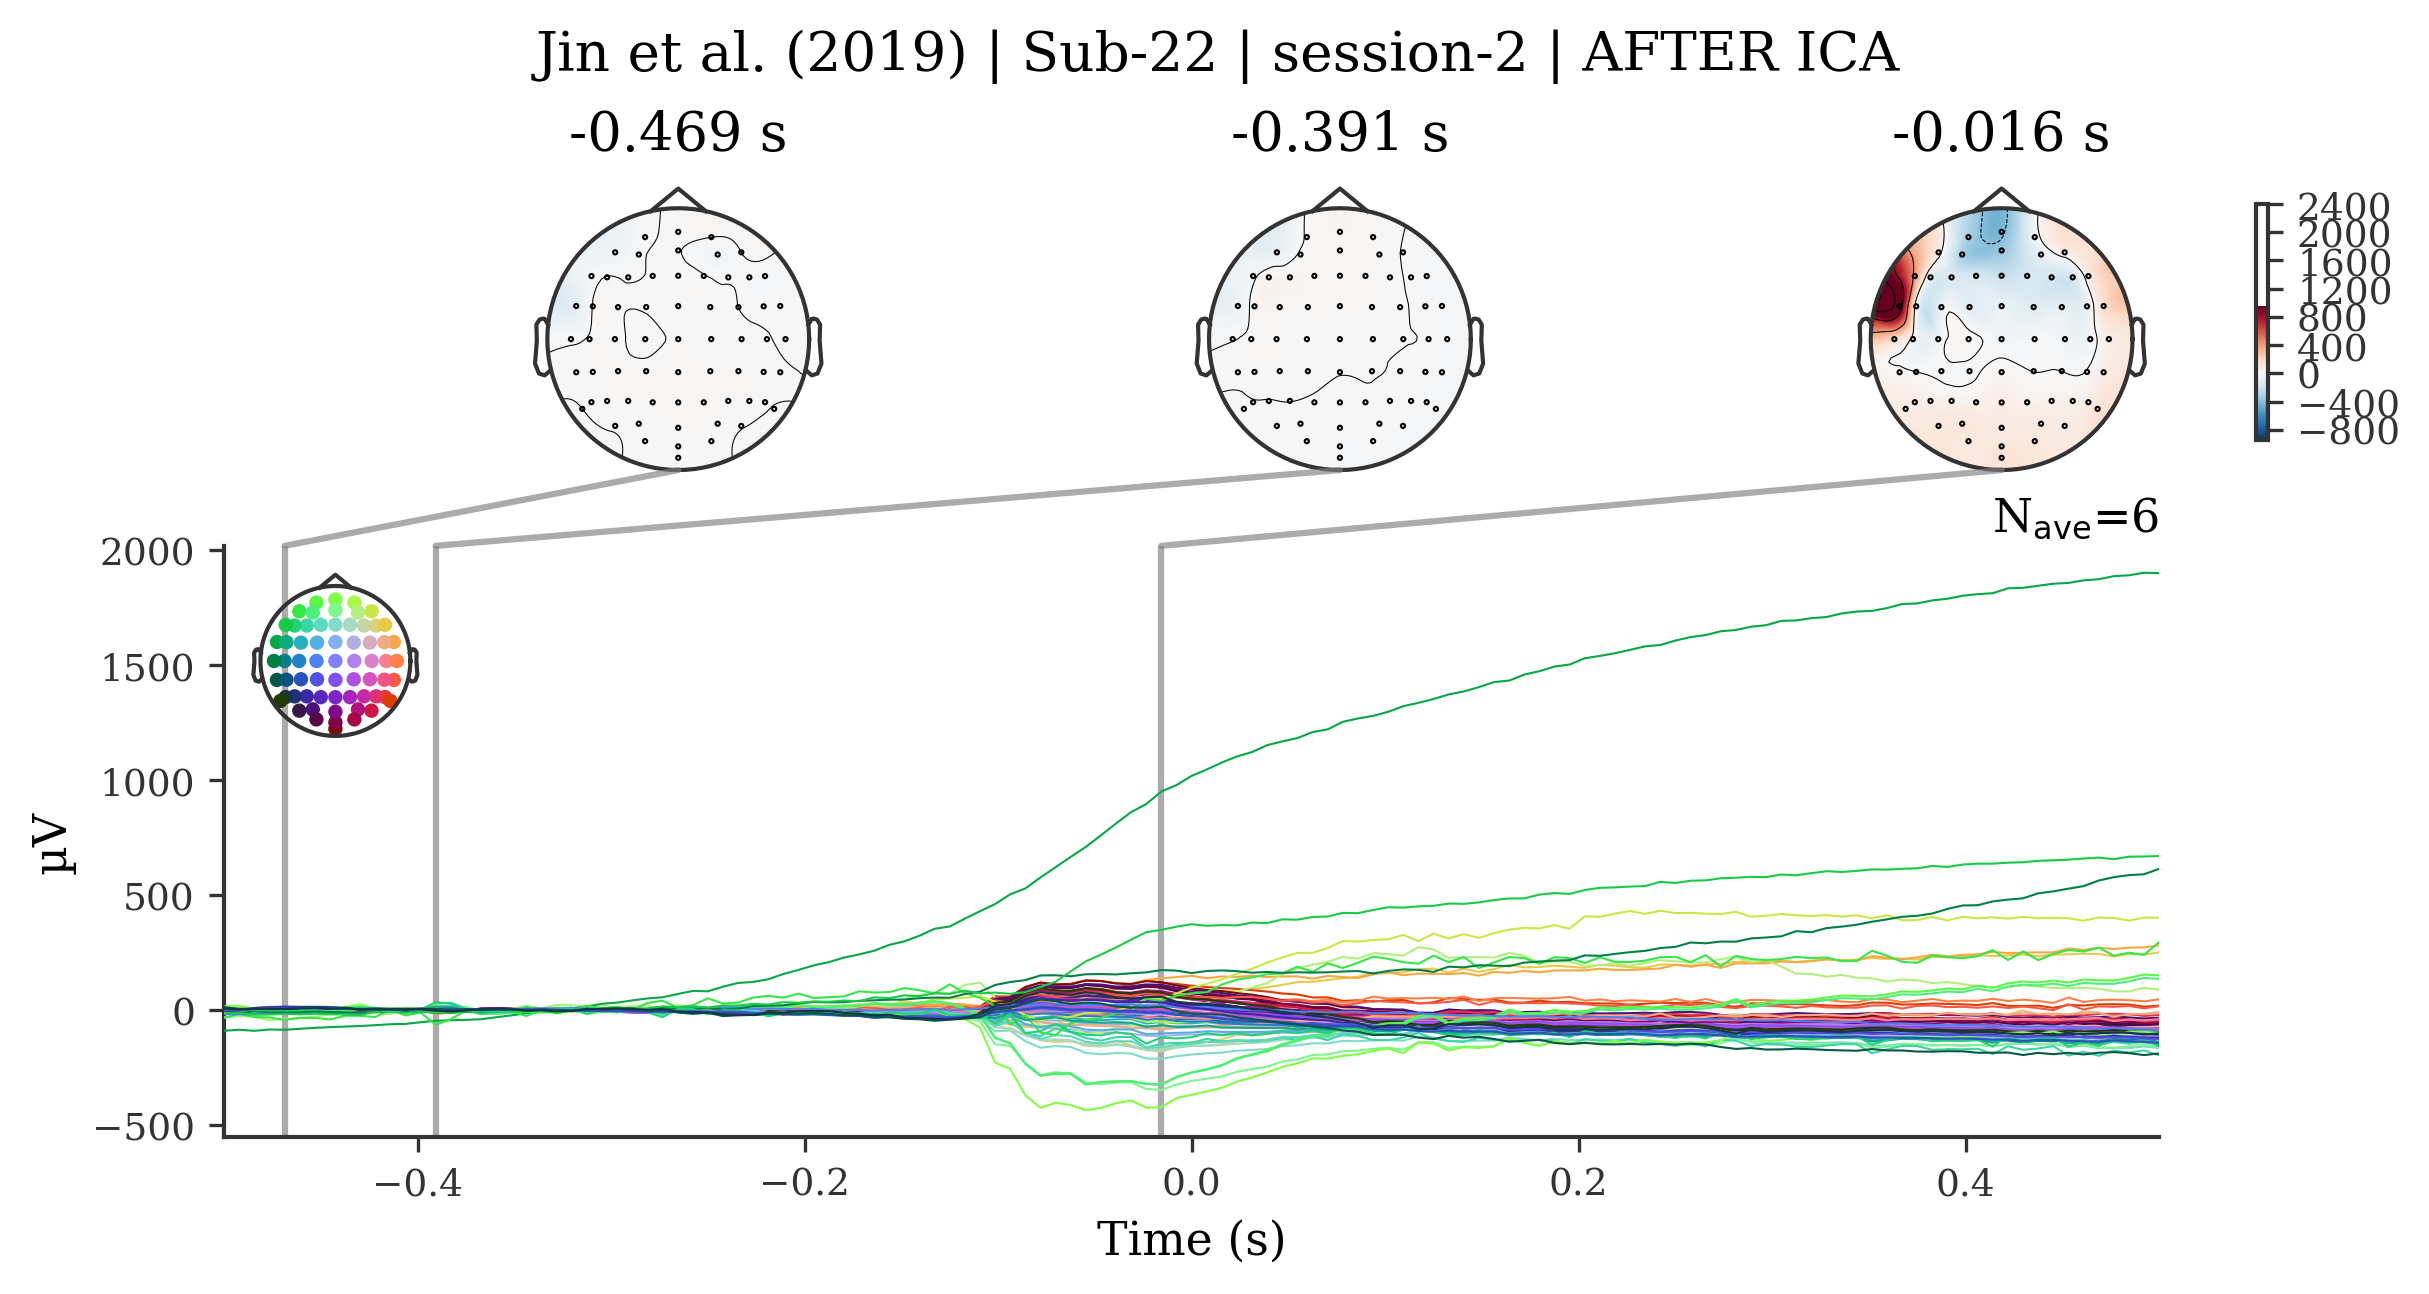 Jin et al. (2019) | Sub-22 | session-2 | AFTER ICA
-0.469 s
-0.391 s
-0.016 s
2400
2000
1600
1200
800
400
0
−400
−800
Nave=6
2000
1500
1000
500
0
−500
µV
−0.4
−0.2
0.0
0.2
0.4
Time (s)